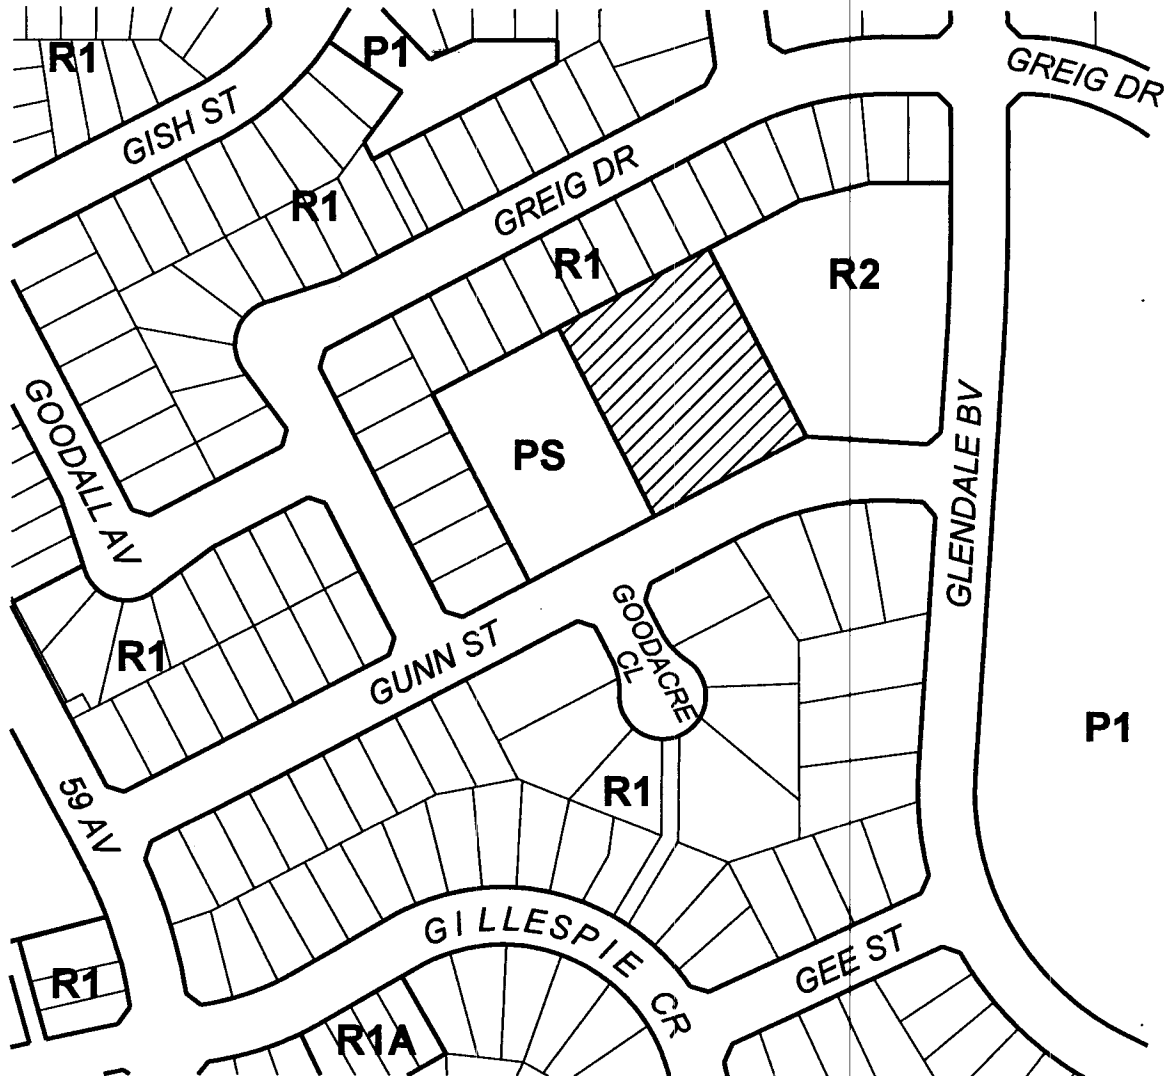 R1
P1
GREIG DR
GISH ST
R1
GREIG DR
R1
R2
GOODALL AV
PS
GLENDALE BV
GOODACRE
CL
R1
GUNN ST
P1
59 AV
R1
GILLESPIE CR
GEE ST
R1
R1A